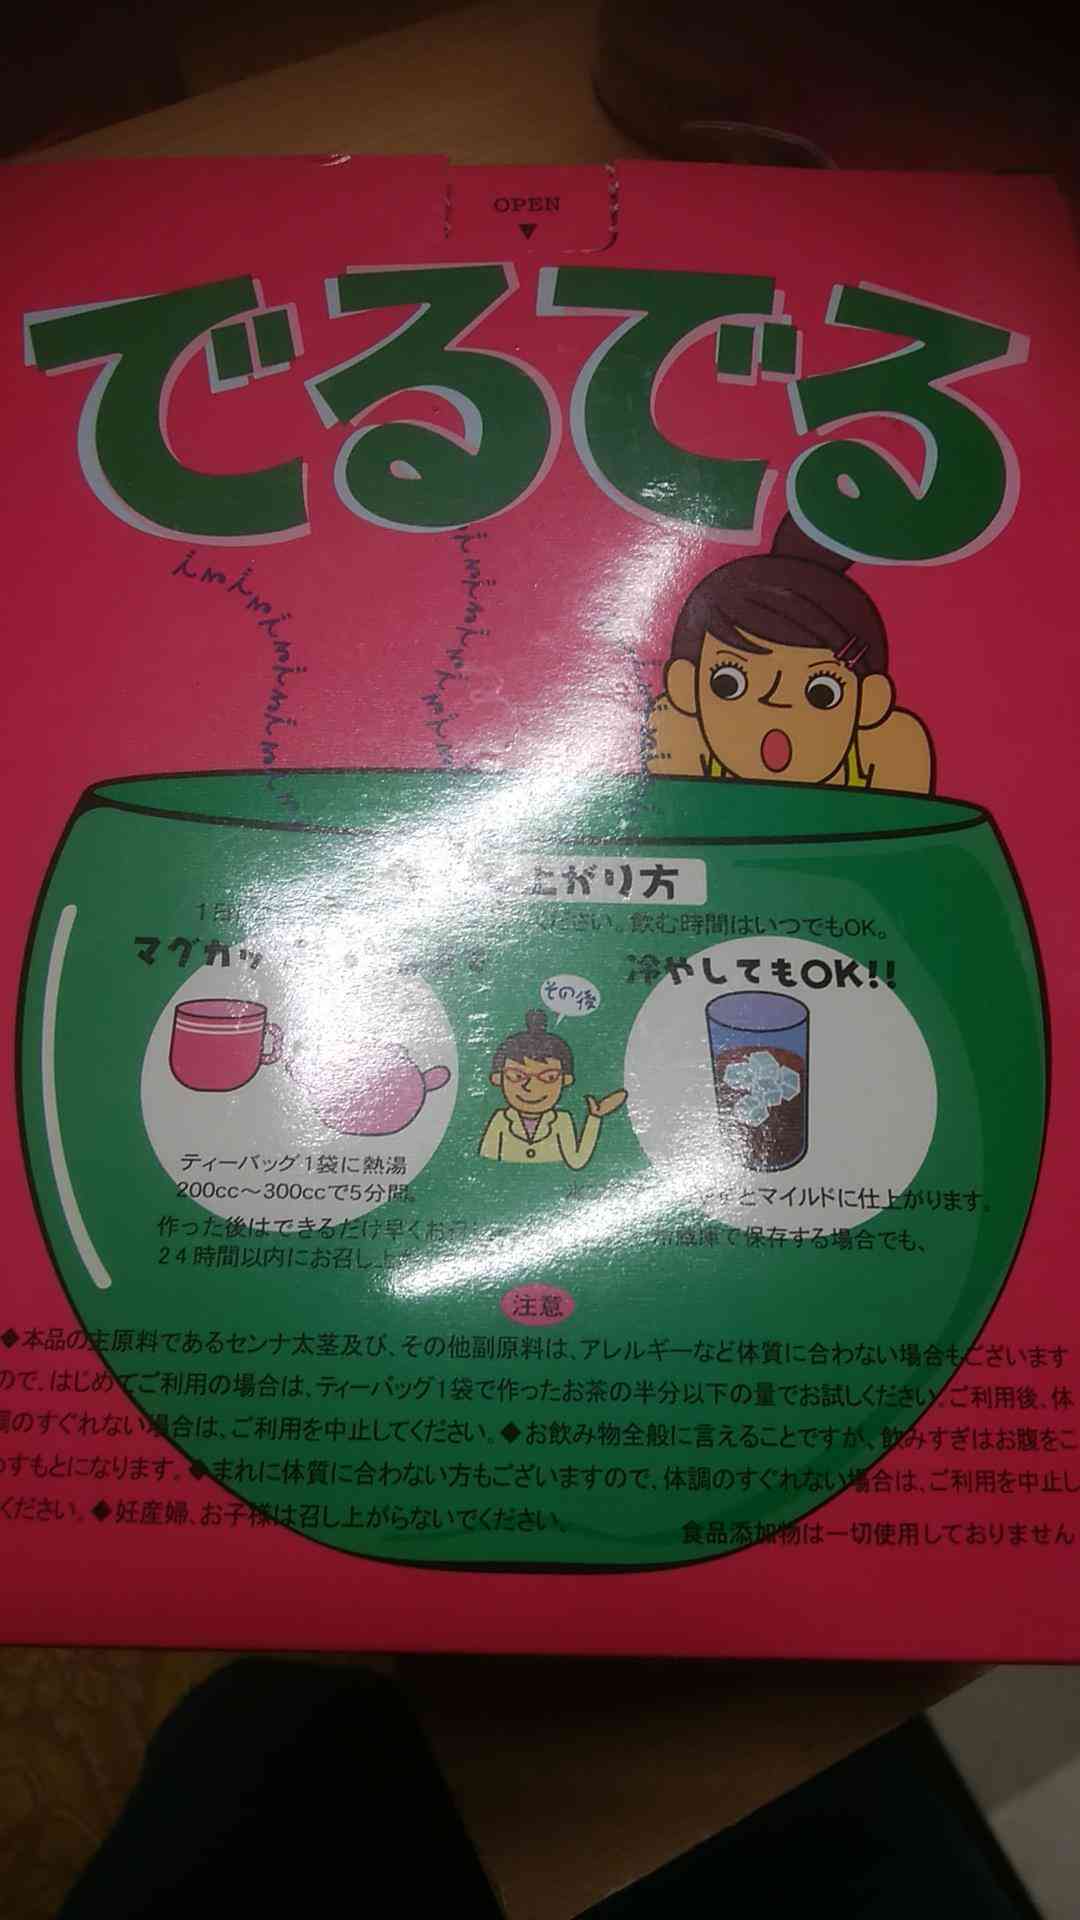 OPEN
でるでる
上がり方
ください。飲む時間はいつでもOK。
マグカッ
冷やしてもOK!!
その後
ティーバッグ1袋に熱湯
200cc〜300ccで5分間。
とマイルドに仕上がります。
作った後はできるだけ早くお召し
冷蔵庫で保存する場合でも、
24時間以内にお召し上が
注意
◆本品の主原料であるセンナ太茎及び、その他副原料は、アレルギーなど体質に合わない場合もございます
ので、はじめてご利用の場合は、ティーバッグ1袋で作ったお茶の半分以下の量でお試しください。ご利用後、体
調のすぐれない場合は、ご利用を中止してください。◆お飲み物全般に言えることですが、飲みすぎはお腹をこ
わすもとになります。◆まれに体質に合わない方もございますので、体調のすぐれない場合は、ご利用を中止し
ください。◆妊産婦、お子様は召し上がらないでください。
食品添加物は一切使用しておりません